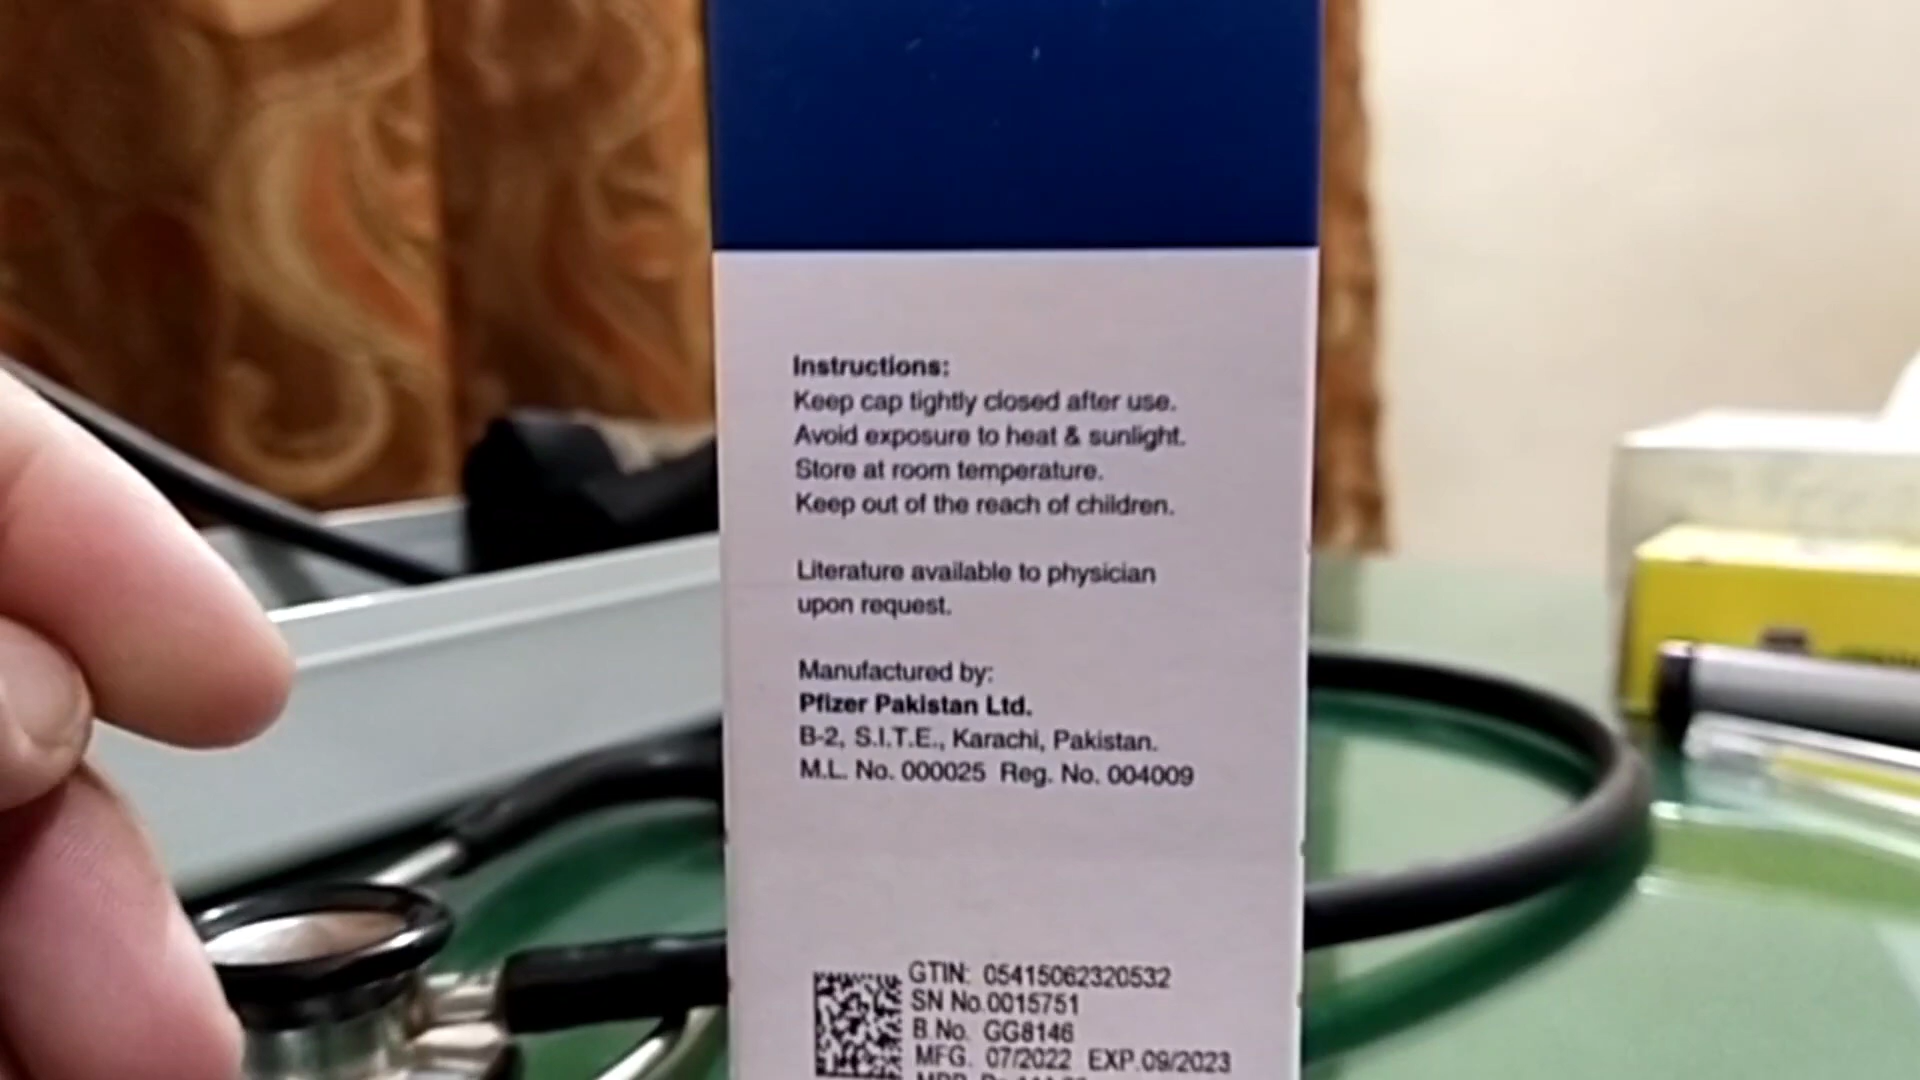 Instructions:
Keep cap tightly closed after use.
Avoid exposure to heat & sunlight.
Store at room temperature.
Keep out of the reach of children.
Literature available to physician
upon request.
Manufactured by:
Pfizer Pakistan Ltd.
B-2, S.I.T.E., Karachi, Pakistan.
M.L. No. 000025 Reg. No. 004009
GTIN: 05415062320532
SN No.0015751
B.No. GG8146
MFG. 07/2022 EXP.09/2023